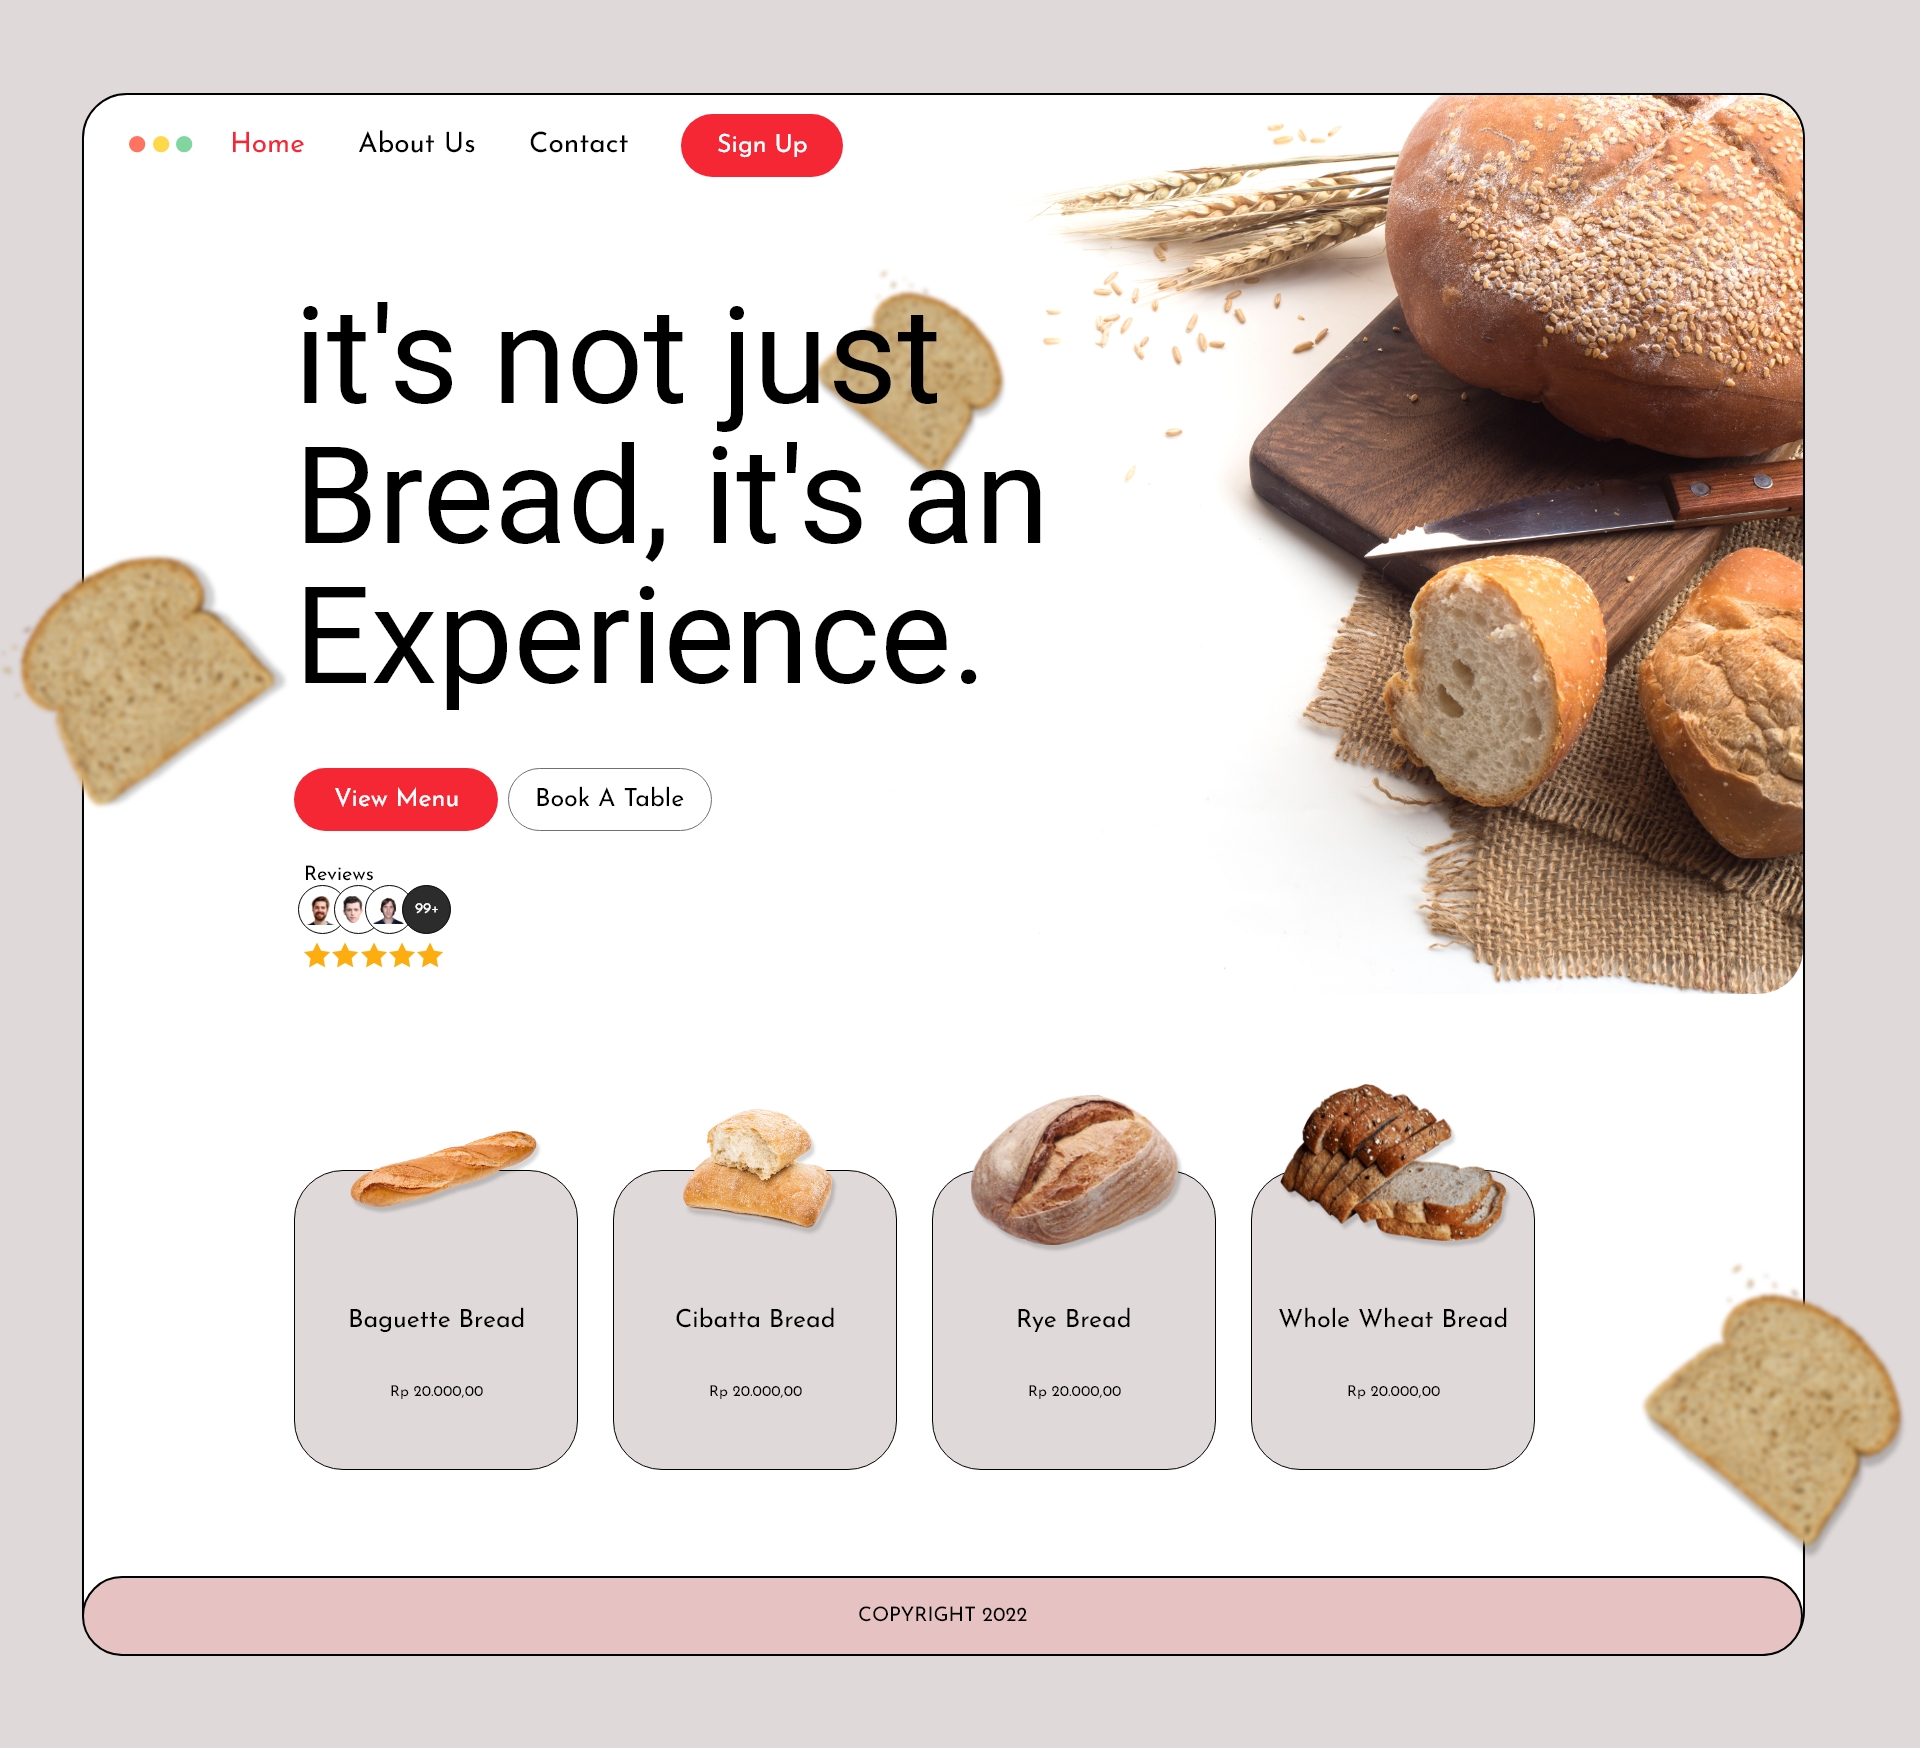 Home About Us Contact Sign Up
it's not just
Bread, it's an
Experience.
View Menu Book A Table
Reviews
99+
Baguette Bread Cibatta Bread Rye Bread Whole Wheat Bread
Rp 20.000,00 Rp 20.000,00 Rp 20.000,00 Rp 20.000,00
COPYRIGHT 2022